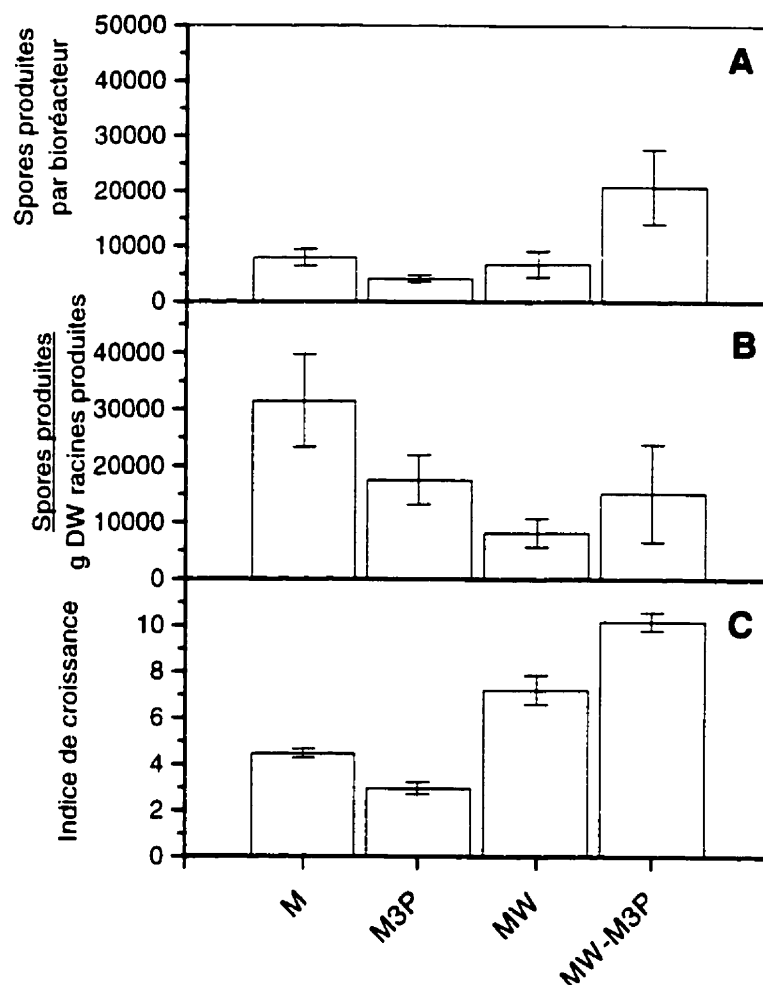 50000
40000
30000
20000
10000
0
Spores produites
par bioréacteur
A
40000
30000
20000
10000
0
Spores produites
g DW racines produites
B
10
8
6
4
2
0
Indice de croissance
C
M
M3P
MW
MW-M3P